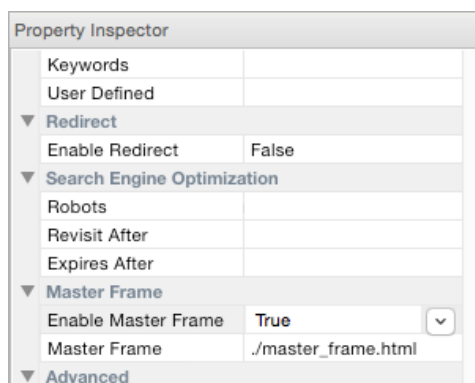 Property Inspector
Keywords
User Defined
Redirect
Enable Redirect False
Search Engine Optimization
Robots
Revisit After
Expires After
Master Frame
Enable Master Frame True
Master Frame ./master_frame.html
Advanced